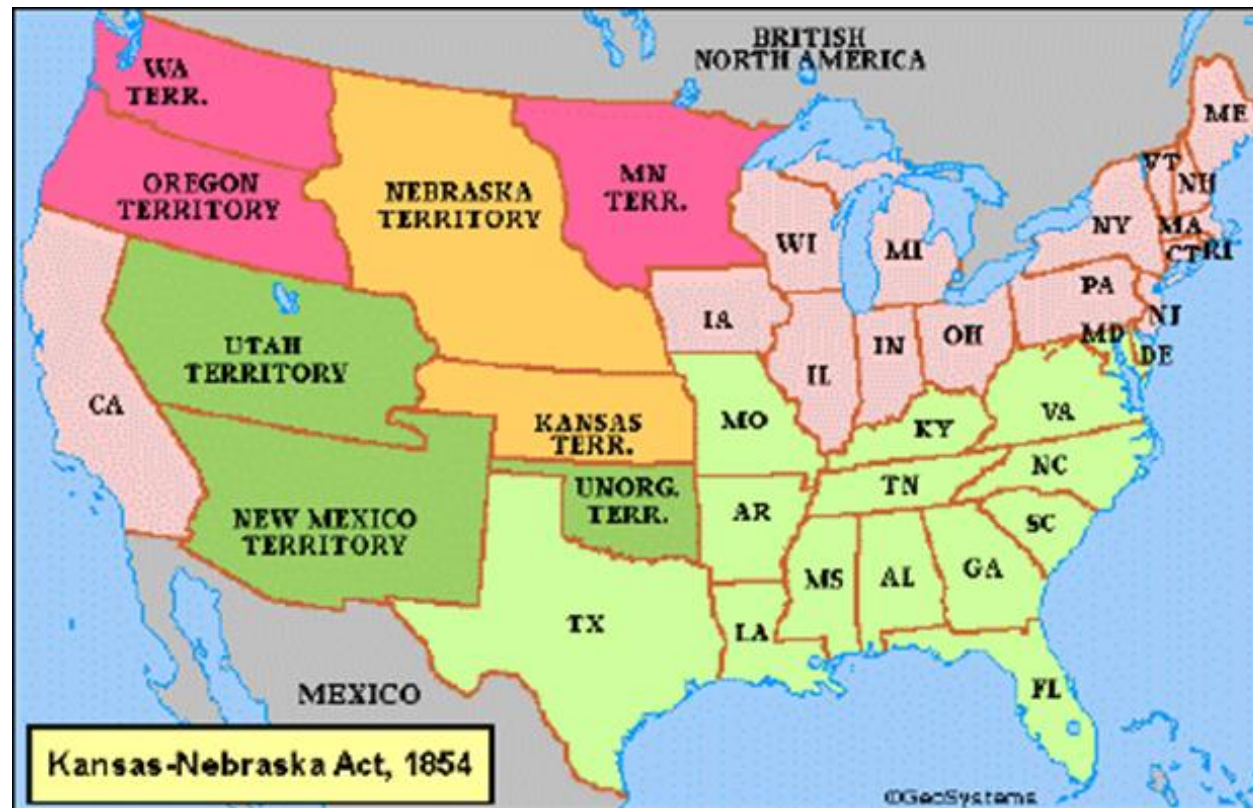 BRITISH
NORTH AMERICA
WA
TERR.
ME
OREGON
TERRITORY
NEBRASKA
TERRITORY
MN
TERR.
VT
NH
NY
MA
CT
RI
WI
MI
PA
NJ
IA
UTAH
TERRITORY
IL
IN
OH
MD
DE
CA
KANSAS
TERR.
MO
KY
VA
NEW MEXICO
TERRITORY
UNORG.
TERR.
AR
TN
NC
SC
MS
AL
GA
TX
LA
FL
MEXICO
Kansas-Nebraska Act, 1854
©GeoSystems